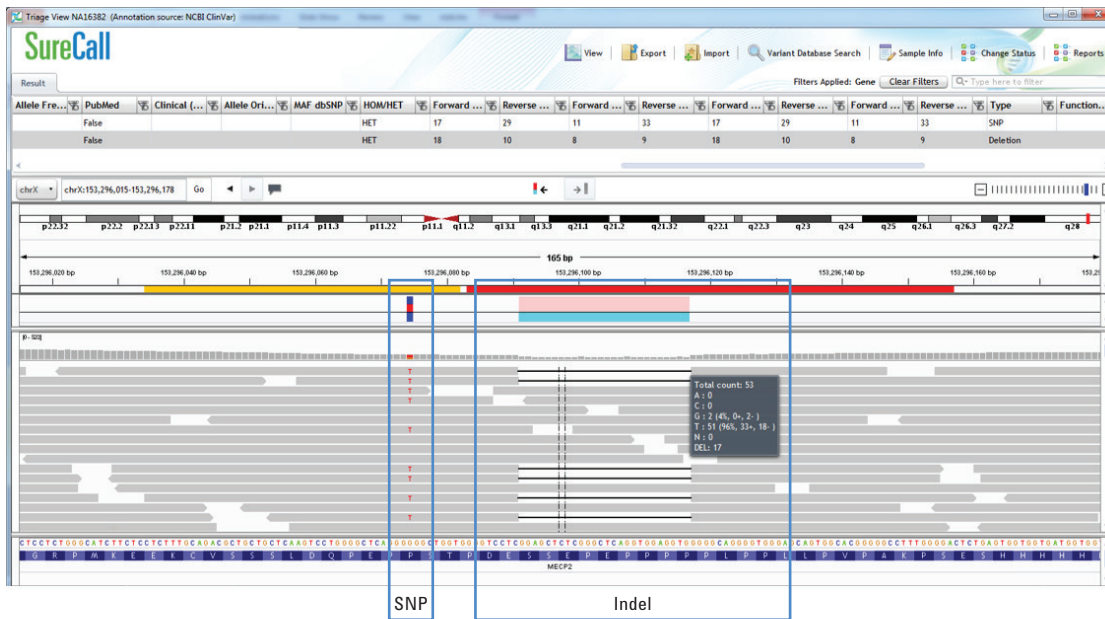 Triage View NA16382 (Annotation source: NCBI ClinVar)
SureCall
View Export Import Variant Database Search Sample Info Change Status Reports
Result
Filters Applied: Gene Clear Filters Type here to filter
Allele Fre... PubMed Clinical (... Allele Ori... MAF dbSNP HOM/HET Forward ... Reverse ... Forward ... Reverse ... Forward ... Reverse ... Forward ... Reverse ... Type Function...
False HET 17 29 11 33 17 29 11 33 SNP
False HET 18 10 8 9 18 10 8 9 Deletion
chrX chrX:153,296,015-153,296,178 Go
p22.32 p22.2 p22.13 p22.11 p21.2 p21.1 p11.4 p11.3 p11.22 p11.1 q11.2 q13.1 q13.3 q21.1 q21.2 q21.32 q22.1 q22.3 q23 q24 q25 q26.1 q26.3 q27.2 q28
165 bp
153,296,020 bp 153,296,040 bp 153,296,060 bp 153,296,080 bp 153,296,100 bp 153,296,120 bp 153,296,140 bp 153,296,160 bp
T
T
T
T
T
T
T
T
T
Total count: 53
A : 0
C : 0
G : 2 (4%, 0+, 2- )
T : 51 (96%, 33+, 18- )
N : 0
DEL: 17
G R P M K E E K C V S S S L D Q P E P P S T P D E S S E P E P E P P P P L P P L L P V P A K P S E S H H H H H
MECP2
SNP Indel